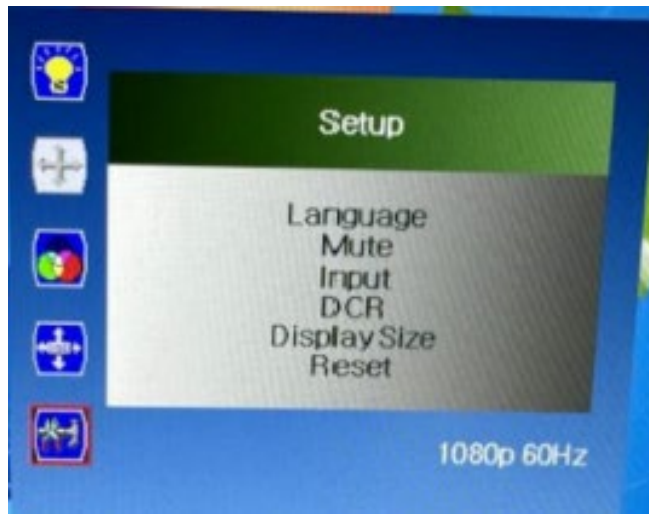 Setup
Language
Mute
Input
DCR
Display Size
Reset
1080p 60Hz